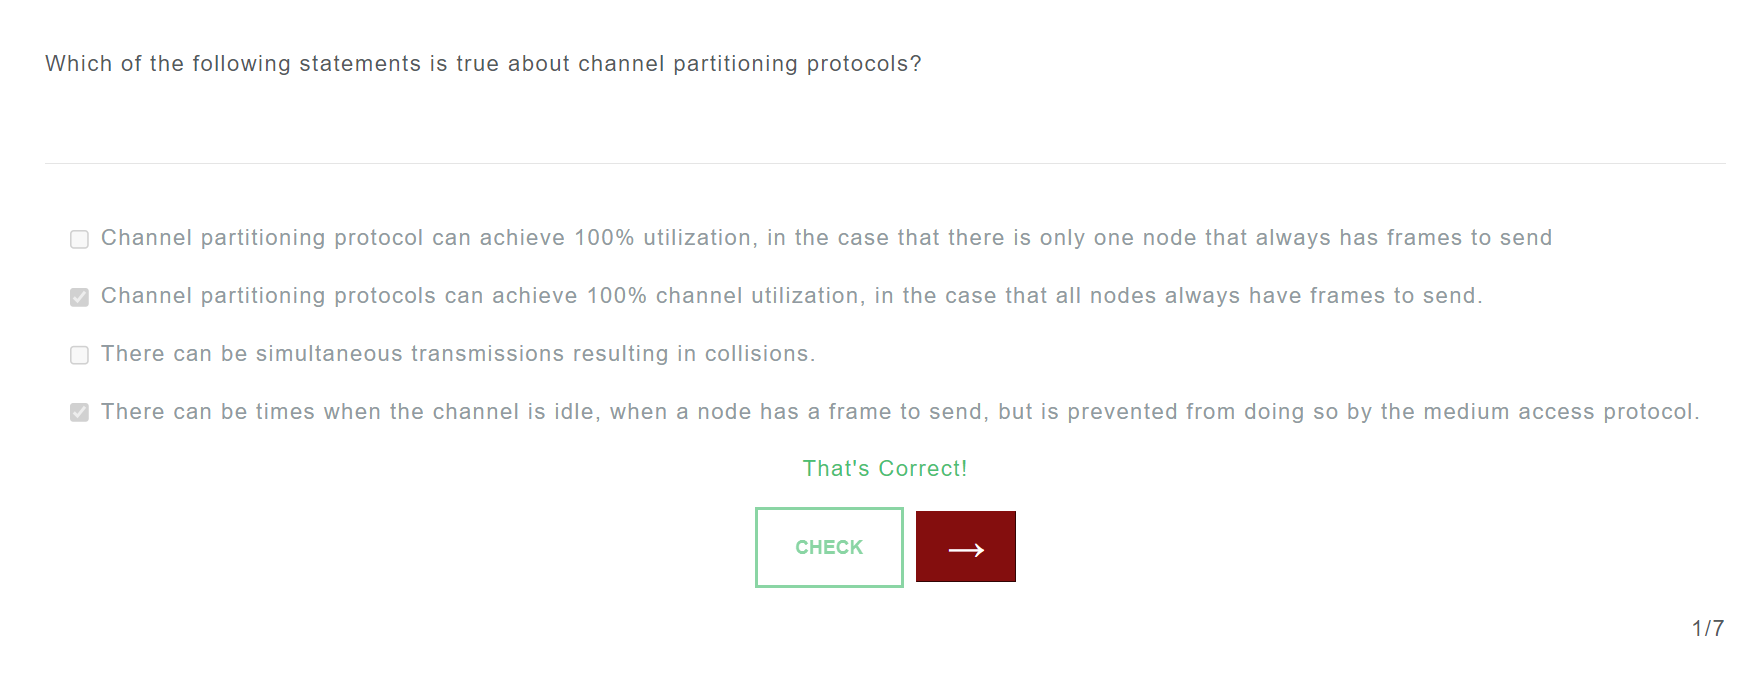 Which of the following statements is true about channel partitioning protocols?
Channel partitioning protocol can achieve 100% utilization, in the case that there is only one node that always has frames to send
Channel partitioning protocols can achieve 100% channel utilization, in the case that all nodes always have frames to send.
There can be simultaneous transmissions resulting in collisions.
There can be times when the channel is idle, when a node has a frame to send, but is prevented from doing so by the medium access protocol.
That's Correct!
CHECK
1/7